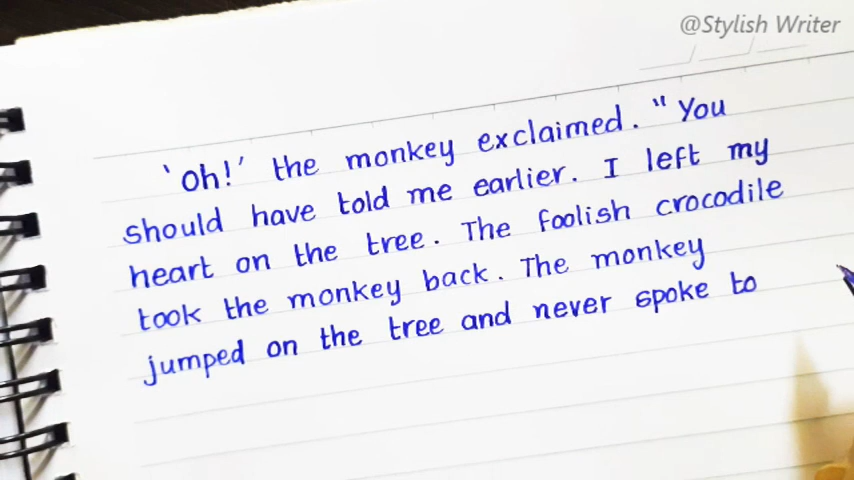 @Stylish Writer
'Oh!' the monkey exclaimed. "You
should have told me earlier. I left my
heart on the tree. The foolish crocodile
took the monkey back. The monkey
jumped on the tree and never spoke to